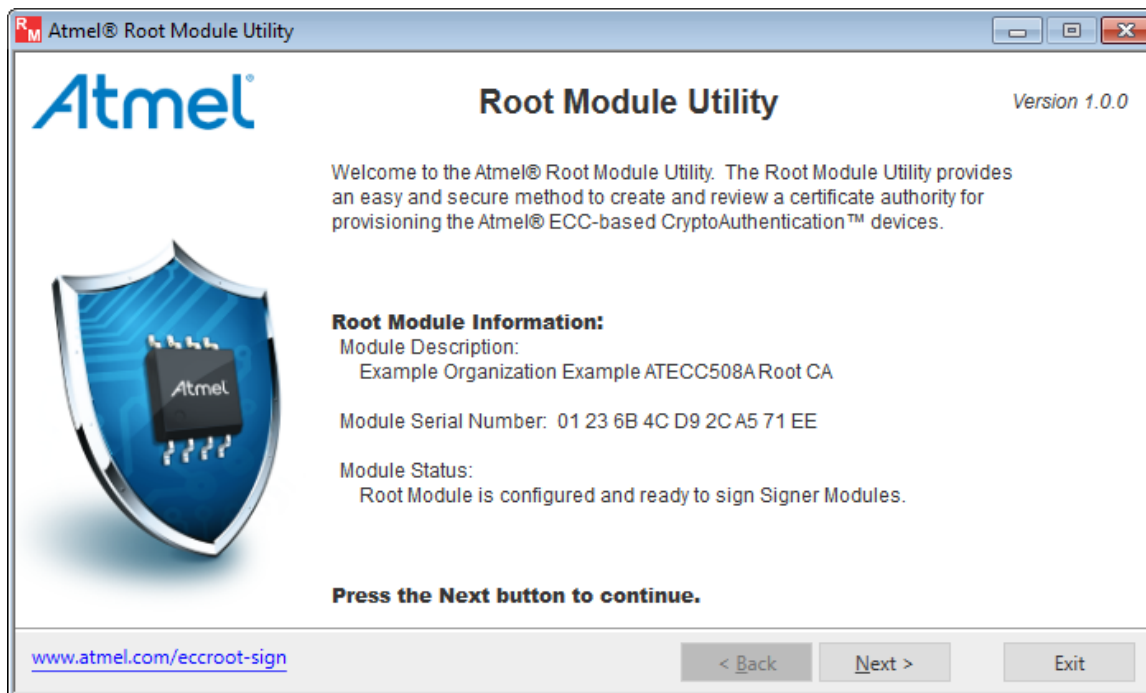 RM Atmel® Root Module Utility
Atmel®
Root Module Utility
Version 1.0.0
Welcome to the Atmel® Root Module Utility. The Root Module Utility provides
an easy and secure method to create and review a certificate authority for
provisioning the Atmel® ECC-based CryptoAuthentication™ devices.
Atmel
Root Module Information:
Module Description:
Example Organization Example ATECC508A Root CA
Module Serial Number: 01 23 6B 4C D9 2C A5 71 EE
Module Status:
Root Module is configured and ready to sign Signer Modules.
Press the Next button to continue.
www.atmel.com/eccroot-sign
< Back
Next >
Exit